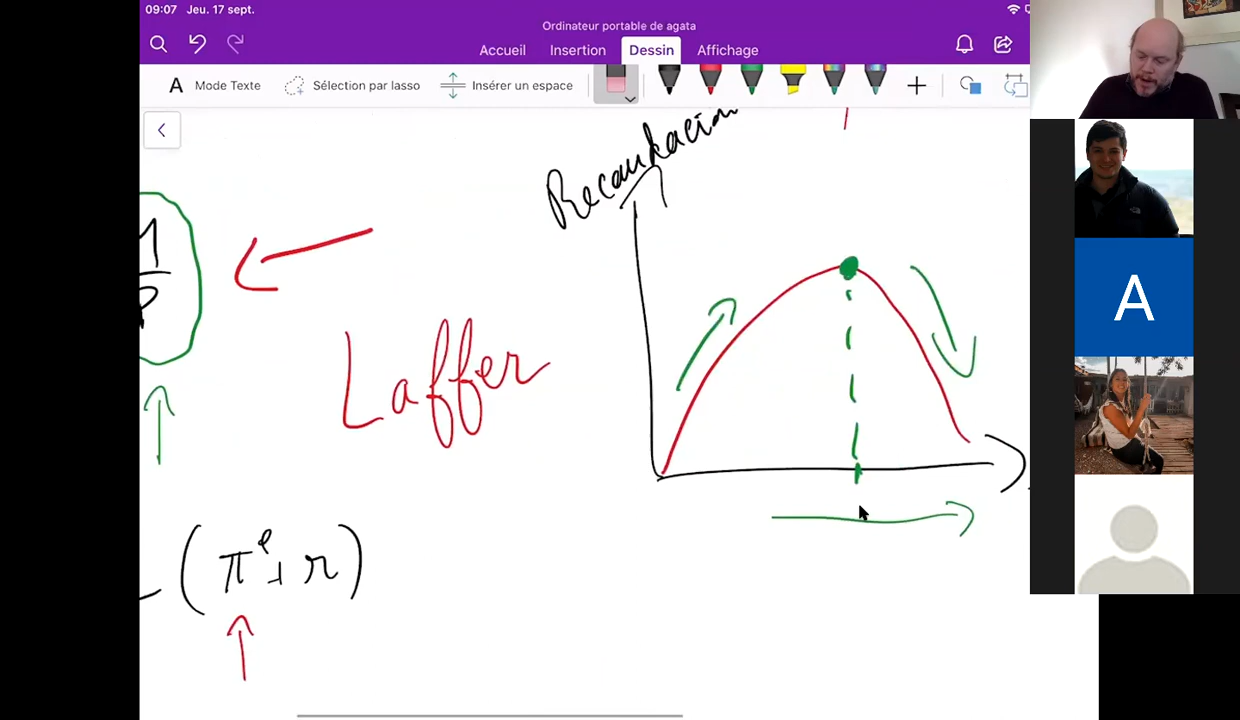 09:07 Jeu. 17 sept.
Ordinateur portable de agata
Accueil Insertion Dessin Affichage
A Mode Texte Sélection par lasso Insérer un espace
Recaudación
M
P
Laffer
A
- (π^e + r)